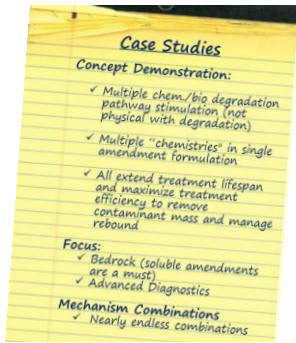 Case Studies
Concept Demonstration:
✓ Multiple chem./bio degradation
pathway stimulation (not
physical with degradation)
✓ Multiple "chemistries" in single
amendment formulation
✓ All extend treatment lifespan
and maximize treatment
efficiency to remove
contaminant mass and manage
rebound
Focus:
✓ Bedrock (soluble amendments
are a must)
✓ Advanced Diagnostics
Mechanism Combinations
✓ Nearly endless combinations